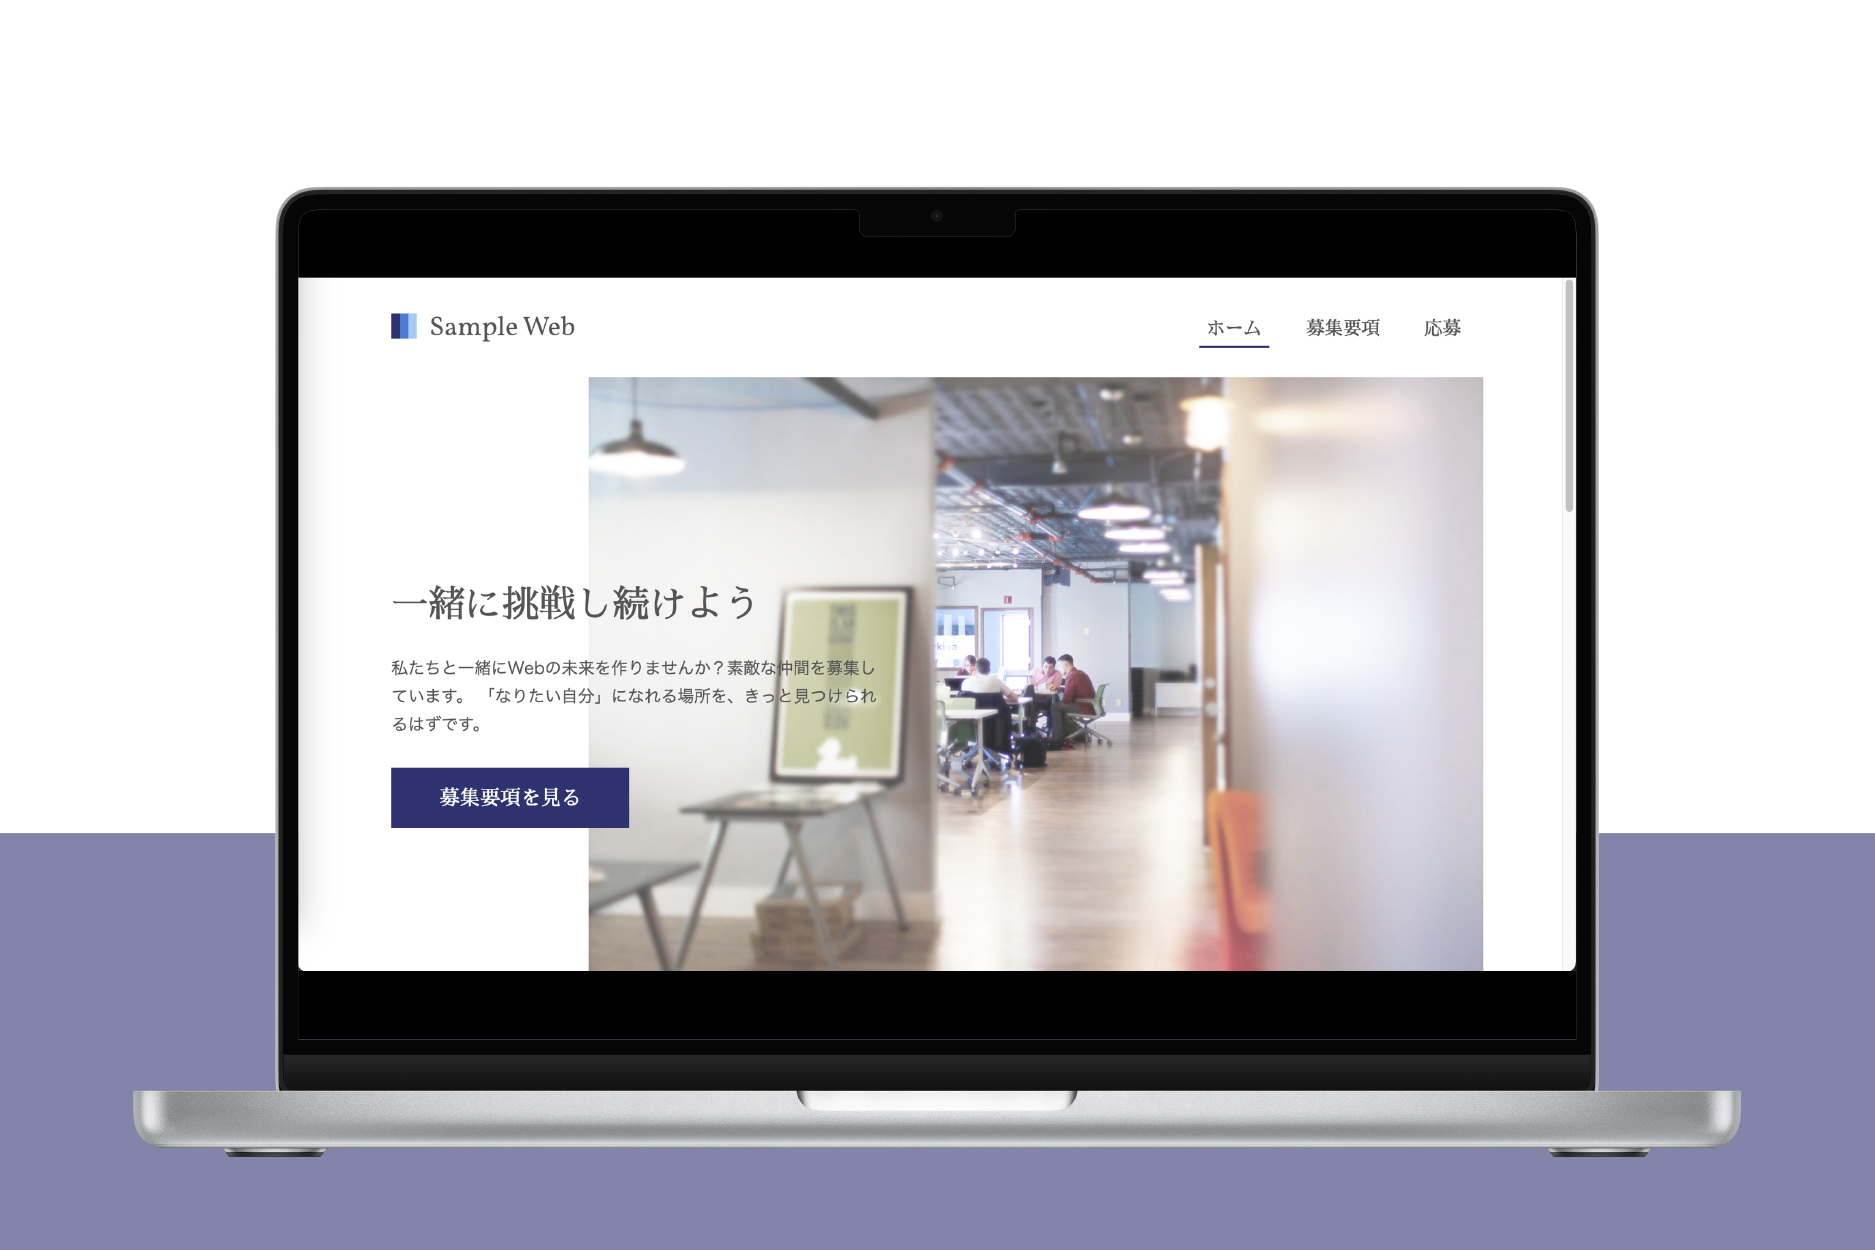 Sample Web
ホーム
募集要項
応募
一緒に挑戦し続けよう
私たちと一緒にWebの未来を作りませんか？素敵な仲間を募集し
ています。 「なりたい自分」になれる場所を、きっと見つけられ
るはずです。
募集要項を見る